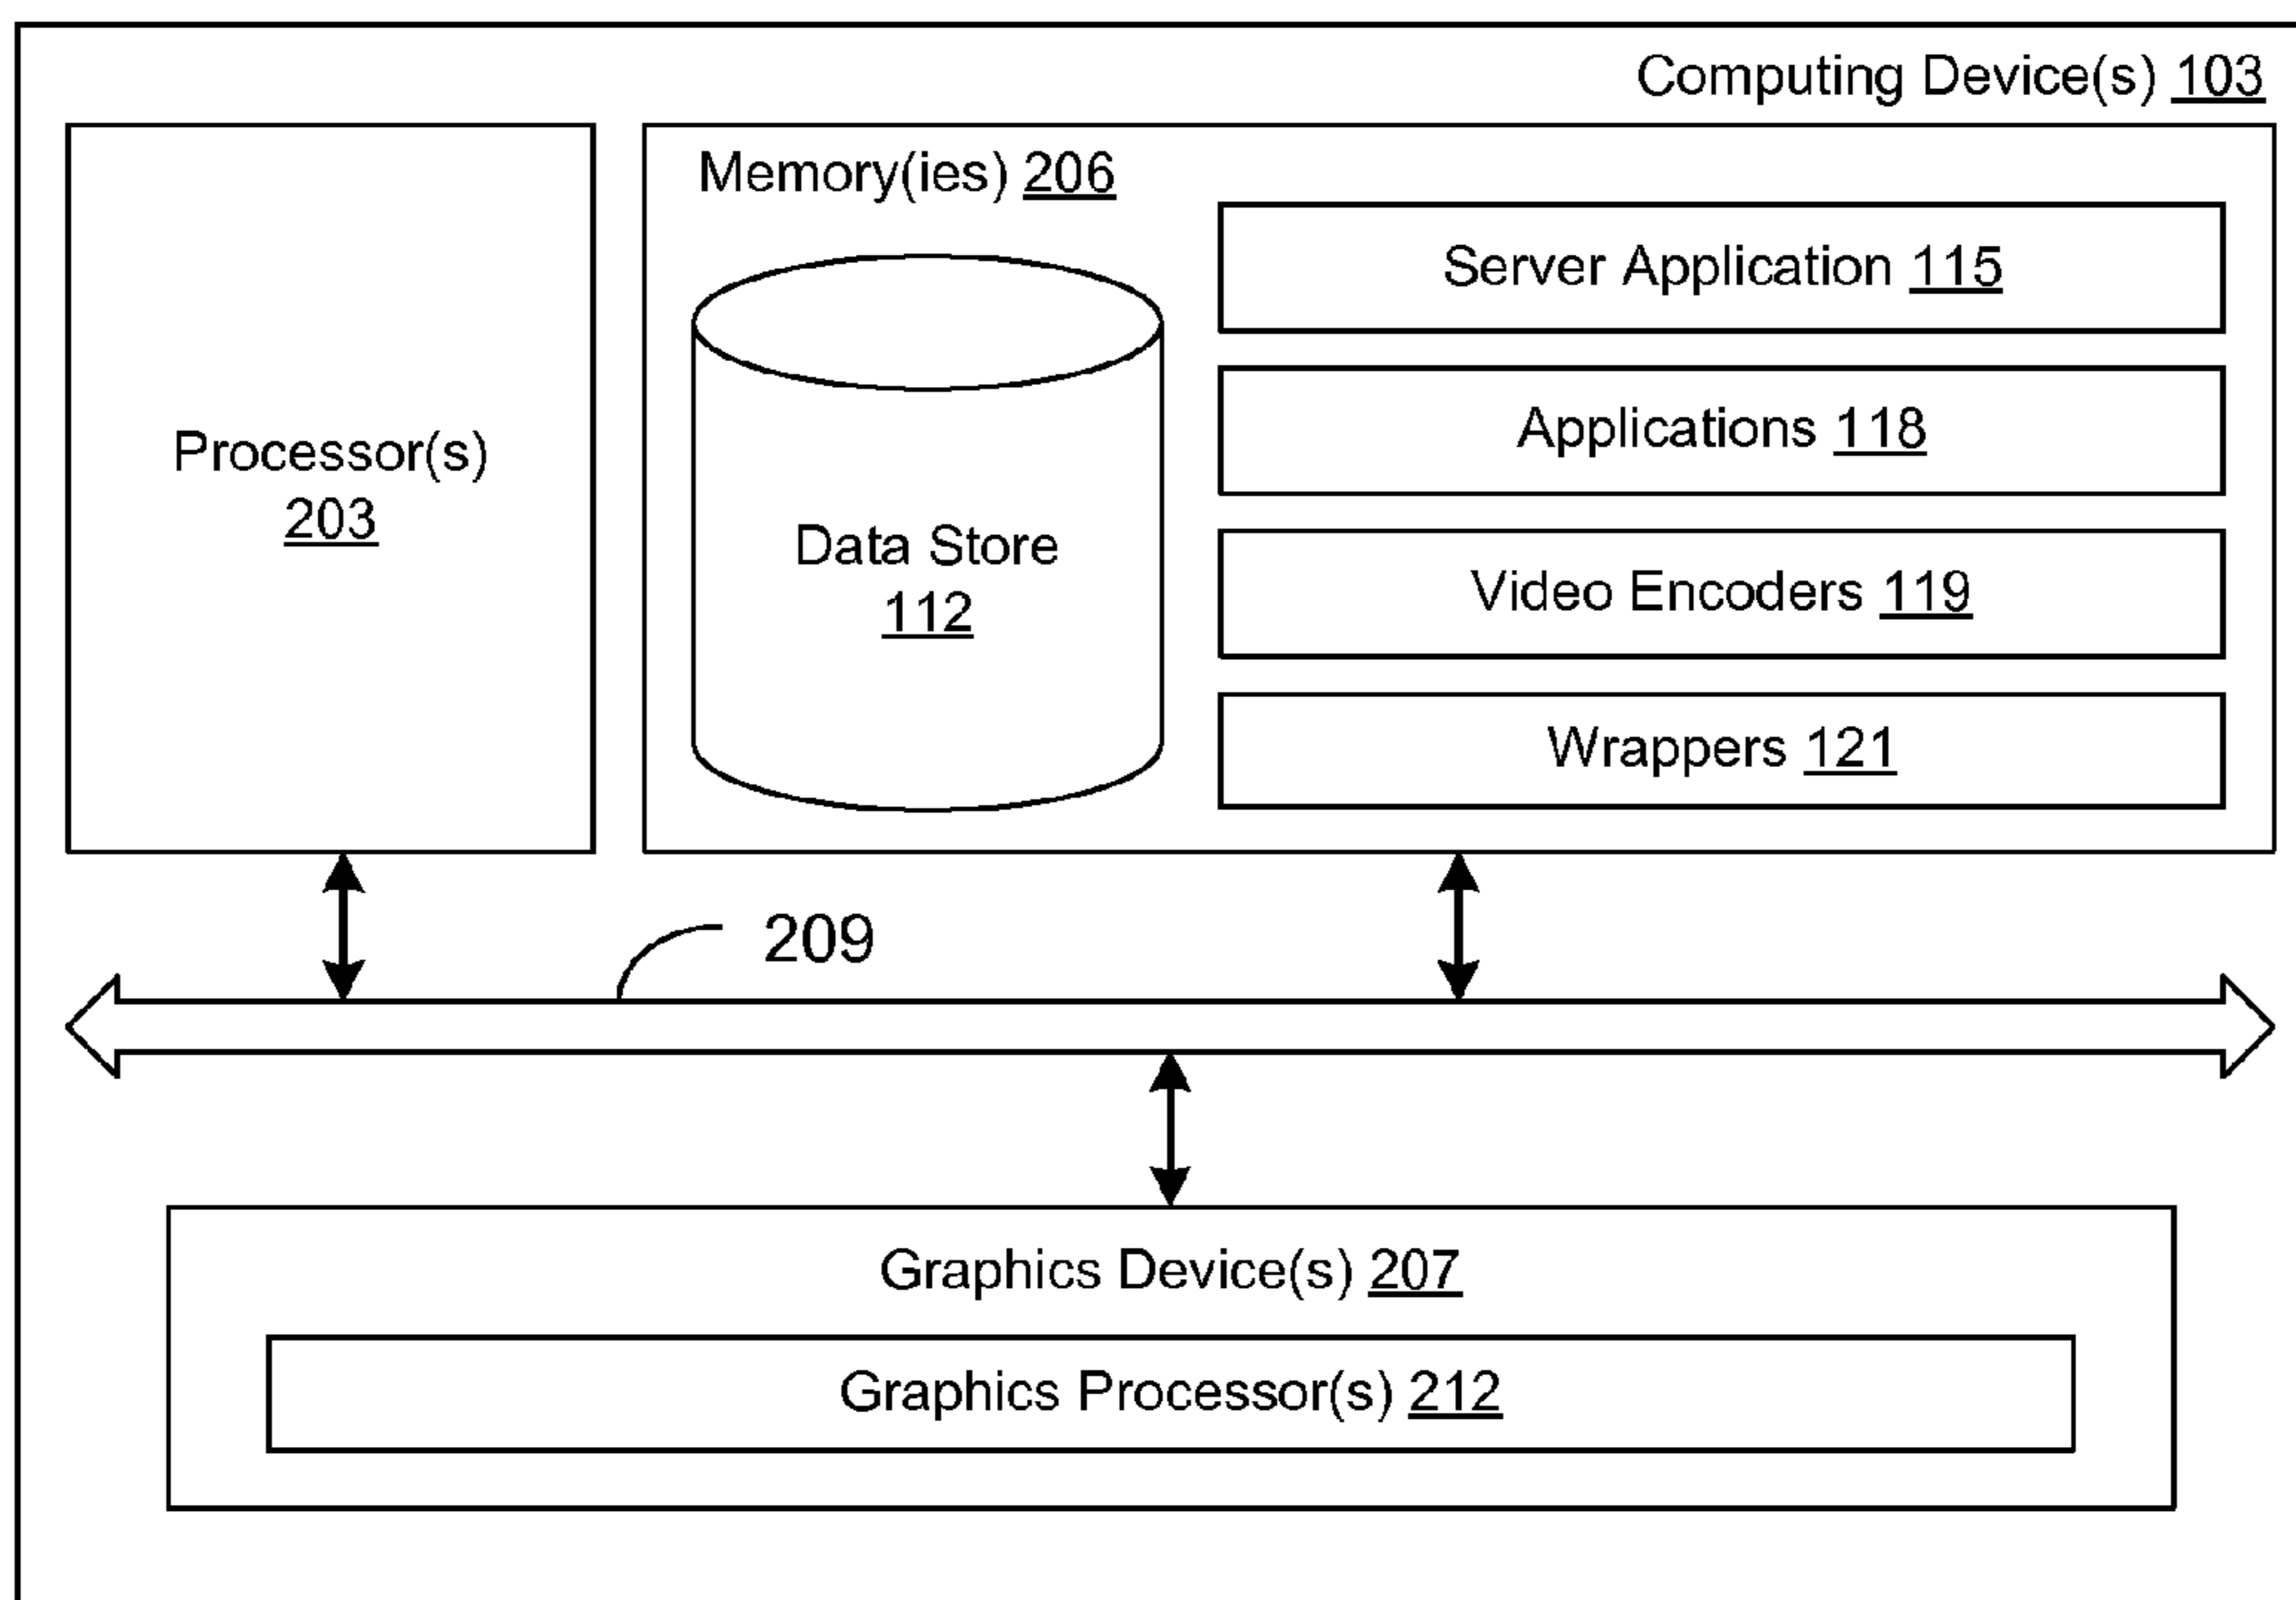 Computing Device(s) 103
Memory(ies) 206
Processor(s)
203
Data Store
112
Server Application 115
Applications 118
Video Encoders 119
Wrappers 121
209
Graphics Device(s) 207
Graphics Processor(s) 212